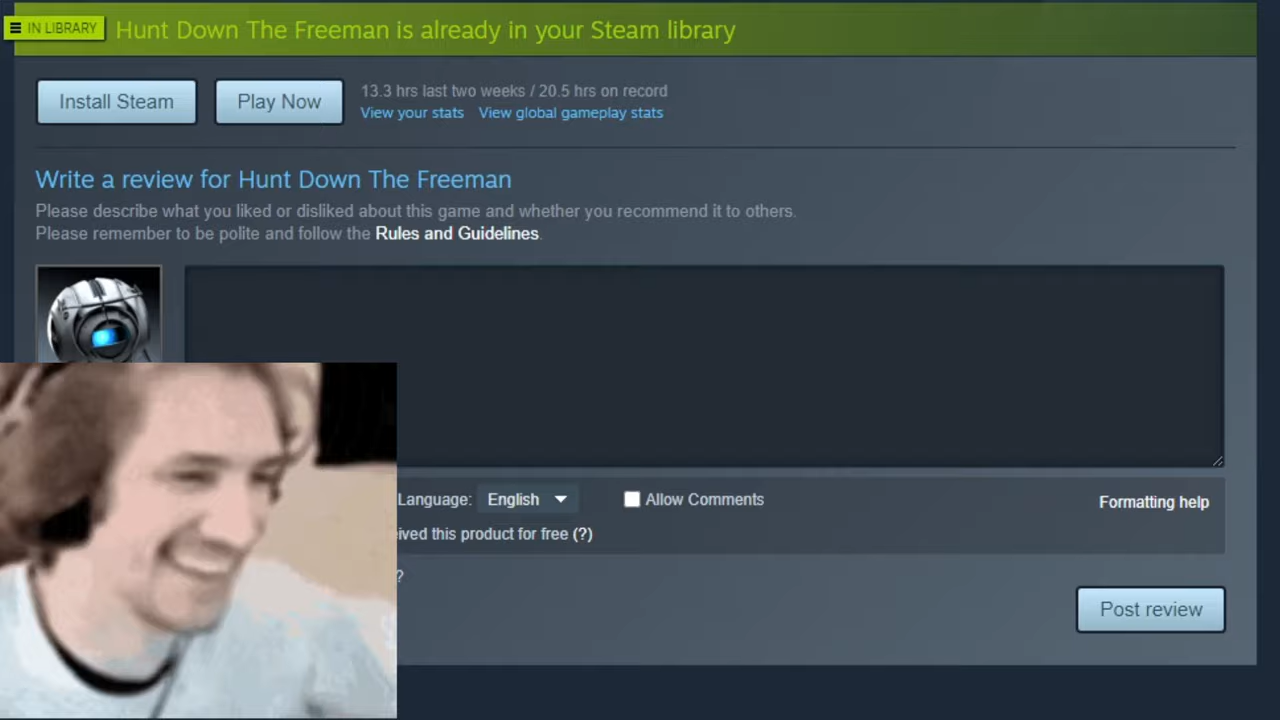 IN LIBRARY
Hunt Down The Freeman is already in your Steam library
Install Steam
Play Now
13.3 hrs last two weeks / 20.5 hrs on record
View your stats View global gameplay stats
Write a review for Hunt Down The Freeman
Please describe what you liked or disliked about this game and whether you recommend it to others.
Please remember to be polite and follow the Rules and Guidelines.
Language: English
Allow Comments
Formatting help
eived this product for free (?)
?
Post review